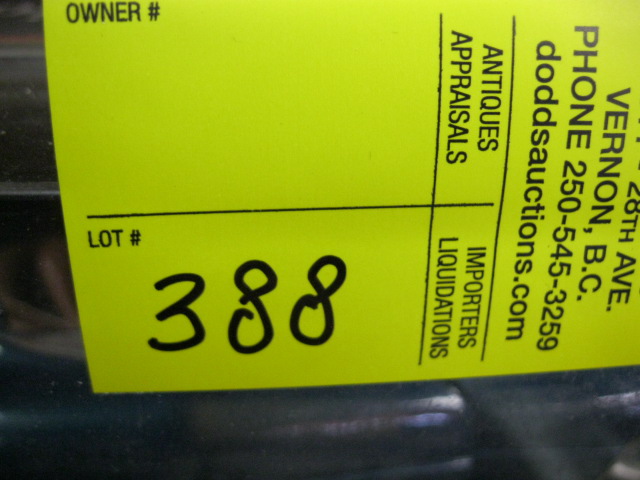 OWNER #
LOT #
388
ANTIQUES
APPRAISALS
IMPORTERS
LIQUIDATIONS
28TH AVE.
VERNON, B.C.
PHONE 250-545-3259
doddsauctions.com